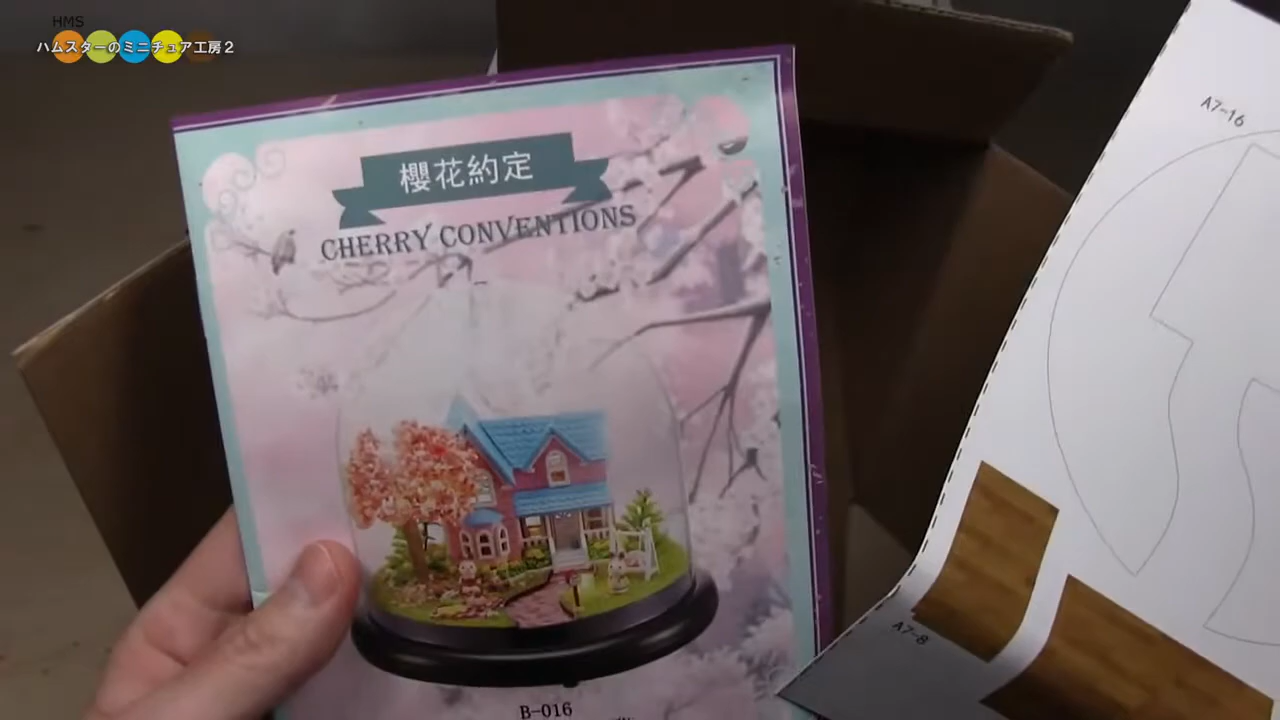 HMS
ハムスターのミニチュア工房2
櫻花約定
CHERRY CONVENTIONS
B-016
A7-16
A7-8